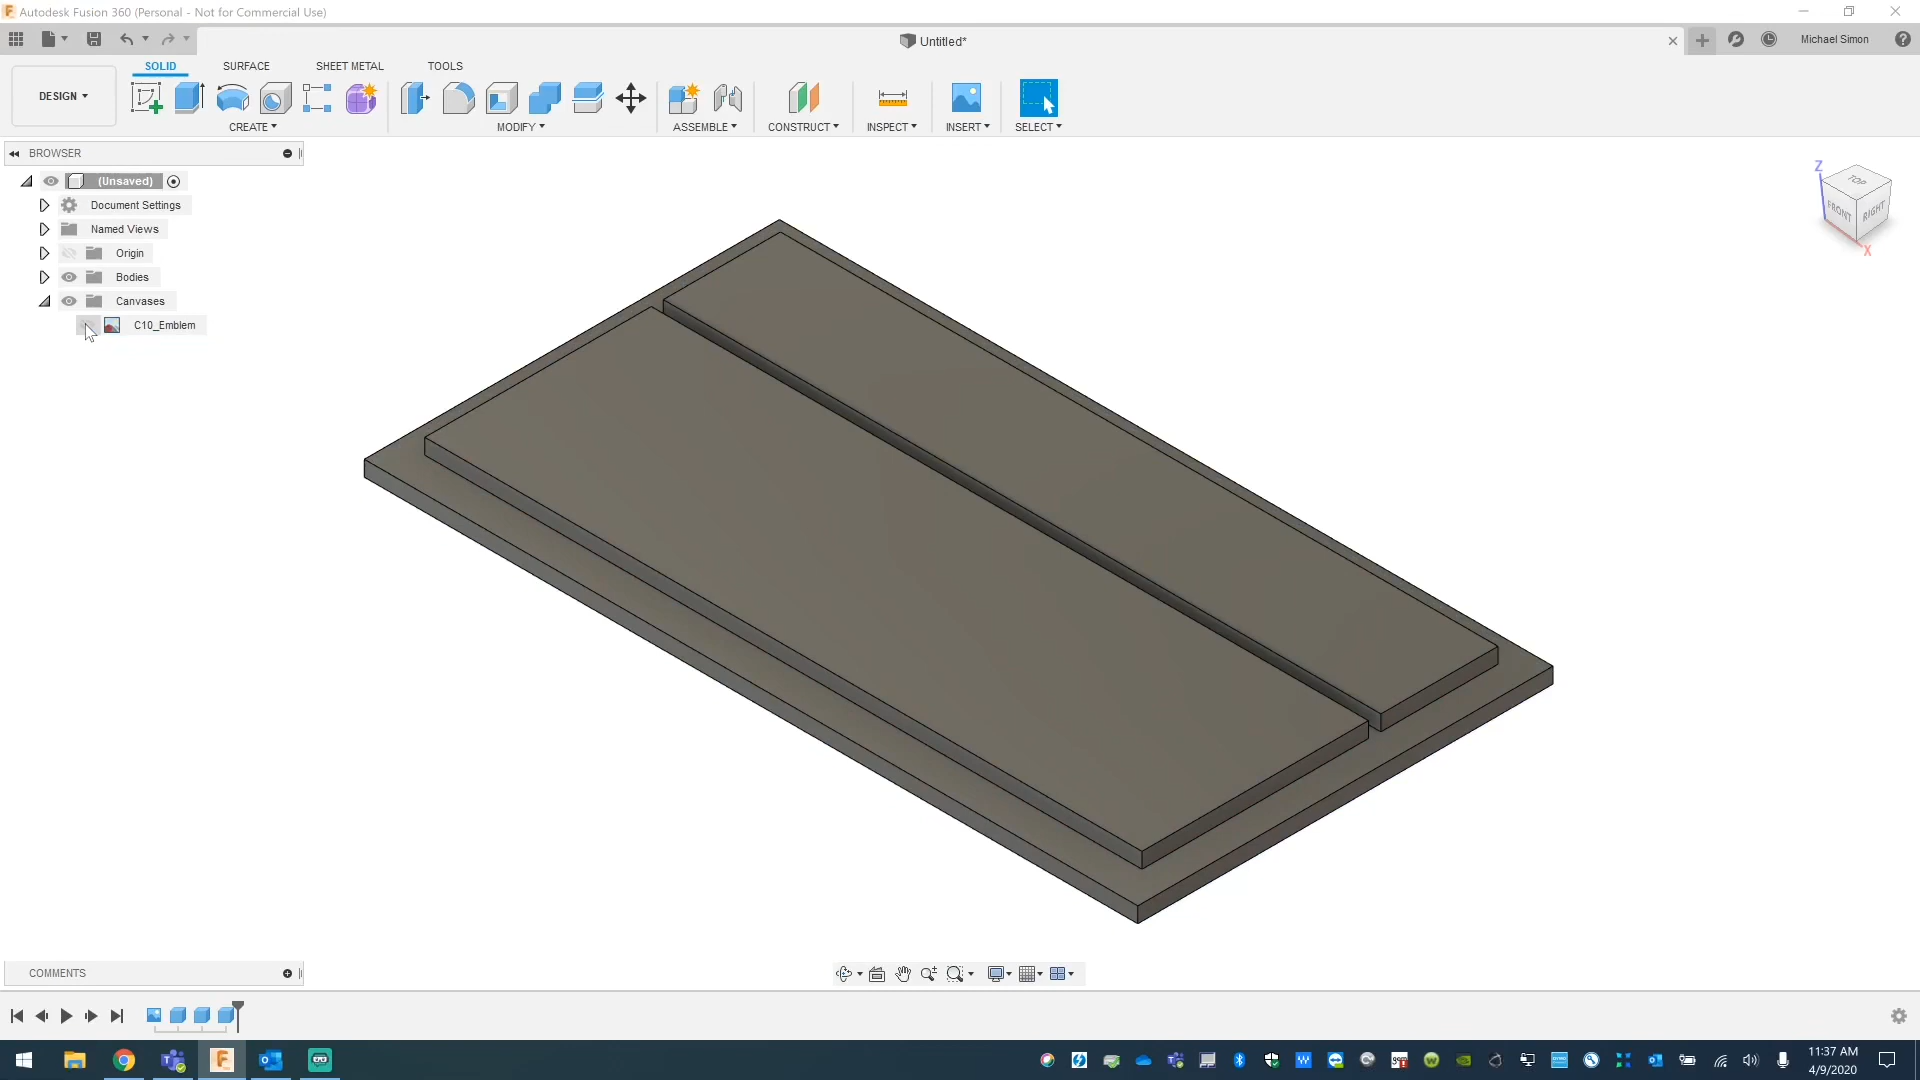 Autodesk Fusion 360 (Personal - Not for Commercial Use)
Untitled*
Michael Simon
DESIGN
SOLID
SURFACE
SHEET METAL
TOOLS
CREATE
MODIFY
ASSEMBLE
CONSTRUCT
INSPECT
INSERT
SELECT
BROWSER
(Unsaved)
Document Settings
Named Views
Origin
Bodies
Canvases
C10_Emblem
Z
TOP
FRONT
RIGHT
X
COMMENTS
11:37 AM
4/9/2020